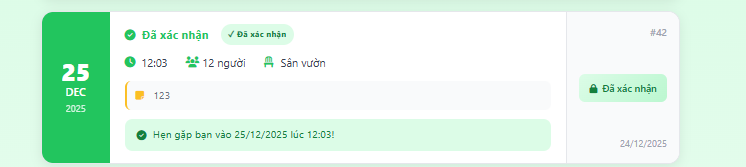 25
DEC
2025
Đã xác nhận
✓ Đã xác nhận
12:03
12 người
Sân vườn
123
Hẹn gặp bạn vào 25/12/2025 lúc 12:03!
#42
Đã xác nhận
24/12/2025